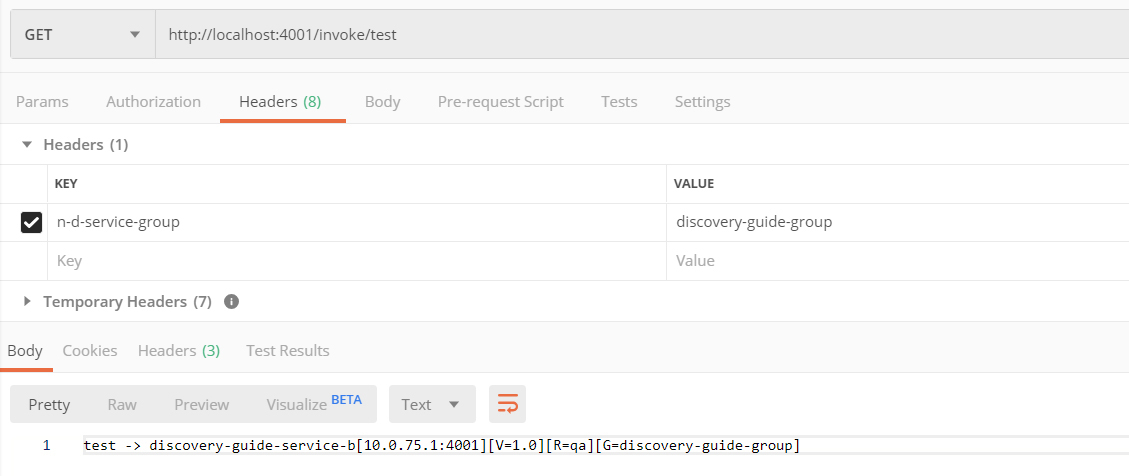 GET http://localhost:4001/invoke/test
Params Authorization Headers (8) Body Pre-request Script Tests Settings
Headers (1)
KEY VALUE
n-d-service-group discovery-guide-group
Key Value
Temporary Headers (7)
Body Cookies Headers (3) Test Results
Pretty Raw Preview Visualize BETA Text
1 test -> discovery-guide-service-b[10.0.75.1:4001][V=1.0][R=qa][G=discovery-guide-group]